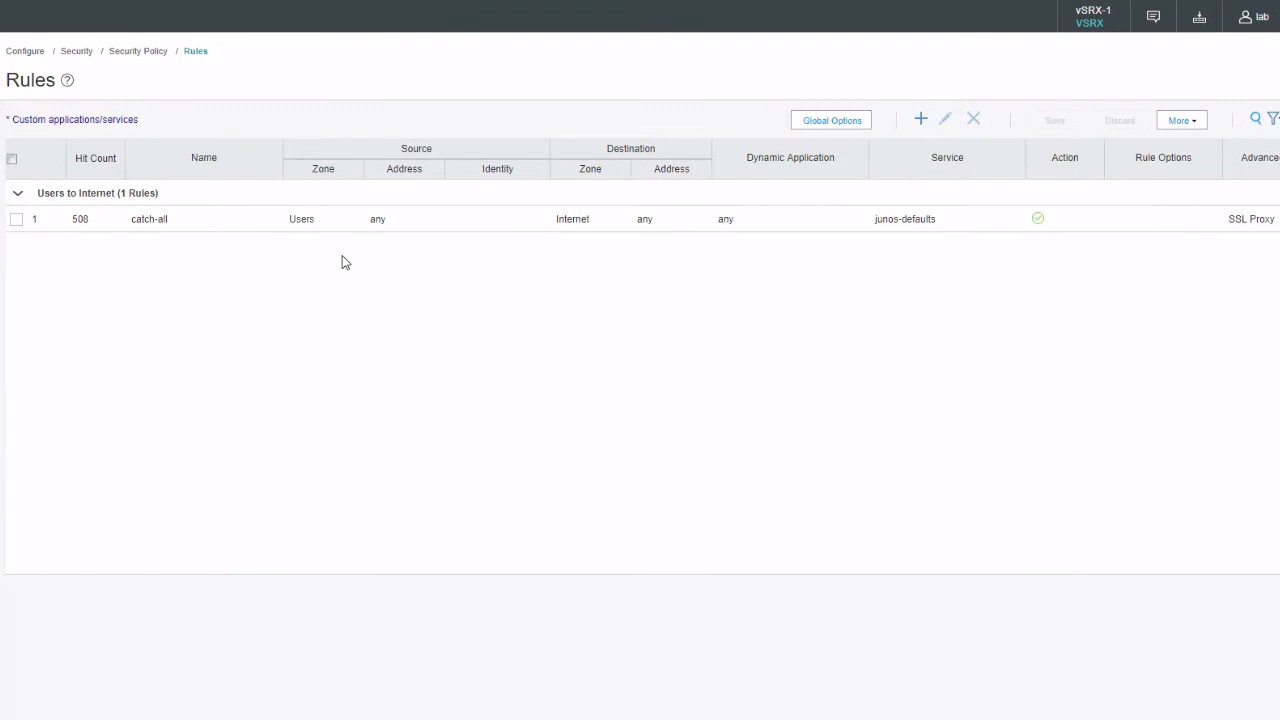 vSRX-1
VSRX
lab
Configure / Security / Security Policy / Rules
Rules ?
* Custom applications/services
Global Options
Save
Discard
More
Hit Count
Name
Source
Zone
Address
Identity
Destination
Zone
Address
Dynamic Application
Service
Action
Rule Options
Advance
Users to Internet (1 Rules)
1 508 catch-all Users any Internet any any junos-defaults SSL Proxy